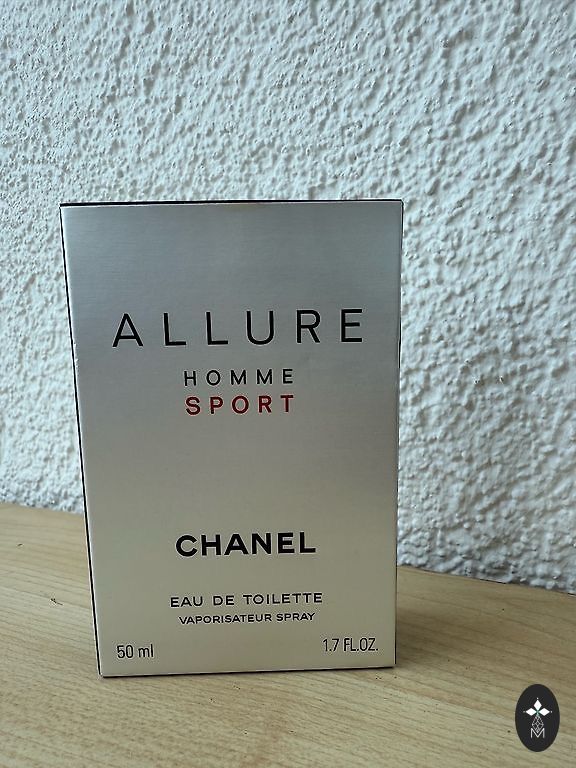 ALLURE
HOMME
SPORT
CHANEL
EAU DE TOILETTE
VAPORISATEUR SPRAY
50 ml 1.7 FL.OZ.
M